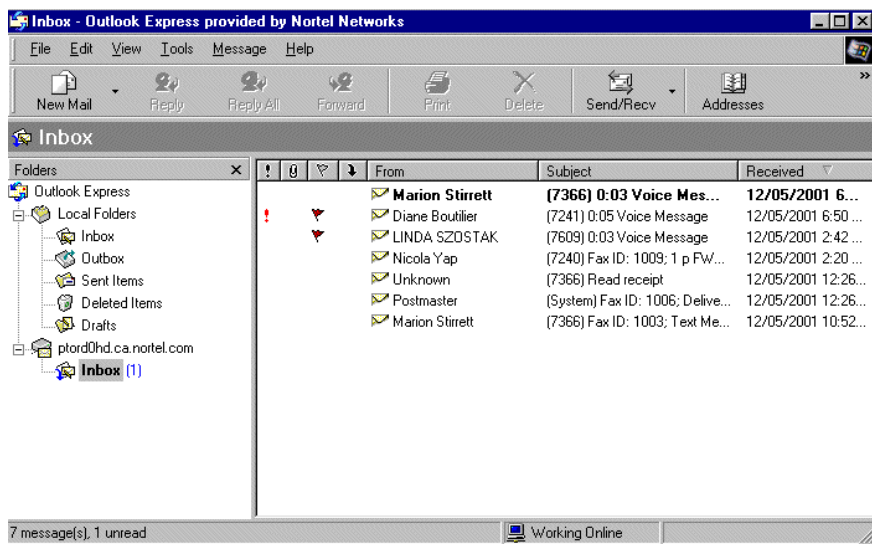 Inbox - Outlook Express provided by Nortel Networks
File Edit View Tools Message Help
New Mail Reply Reply All Forward Print Delete Send/Recv Addresses »
Inbox
Folders × ! From Subject Received
Outlook Express
Local Folders
Inbox
Outbox
Sent Items
Deleted Items
Drafts
ptord0hd.ca.nortel.com
Inbox (1)
Marion Stirrett (7366) 0:03 Voice Mes... 12/05/2001 6...
! Diane Boutilier (7241) 0:05 Voice Message 12/05/2001 6:50 ...
LINDA SZOSTAK (7609) 0:03 Voice Message 12/05/2001 2:42 ...
Nicola Yap (7240) Fax ID: 1009; 1 p FW... 12/05/2001 2:20 ...
Unknown (7366) Read receipt 12/05/2001 12:26...
Postmaster (System) Fax ID: 1006; Delive... 12/05/2001 12:26...
Marion Stirrett (7366) Fax ID: 1003; Text Me... 12/05/2001 10:52...
7 message(s), 1 unread Working Online